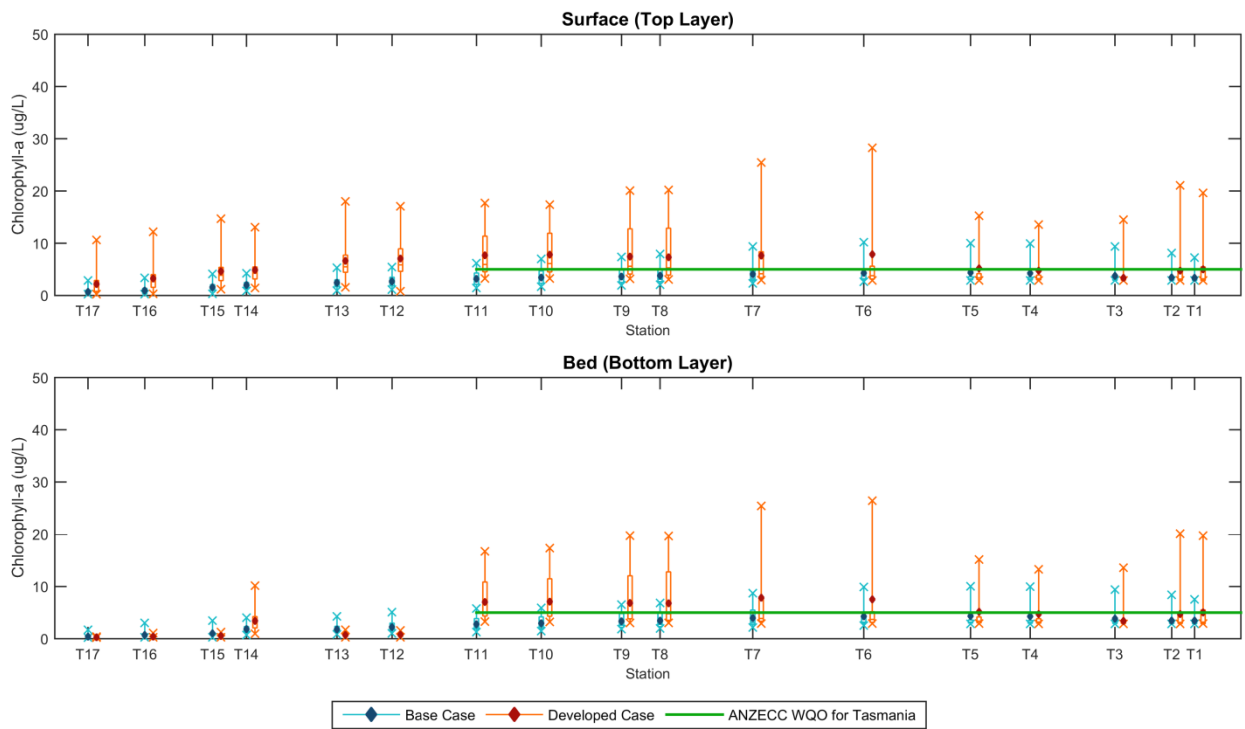 Surface (Top Layer)
50
40
30
20
10
0
Chlorophyll-a (ug/L)
T17 T16 T15 T14 T13 T12 T11 T10 T9 T8 T7 T6 T5 T4 T3 T2 T1
Station
Bed (Bottom Layer)
50
40
30
20
10
0
Chlorophyll-a (ug/L)
T17 T16 T15 T14 T13 T12 T11 T10 T9 T8 T7 T6 T5 T4 T3 T2 T1
Station
Base Case Developed Case ANZECC WQO for Tasmania